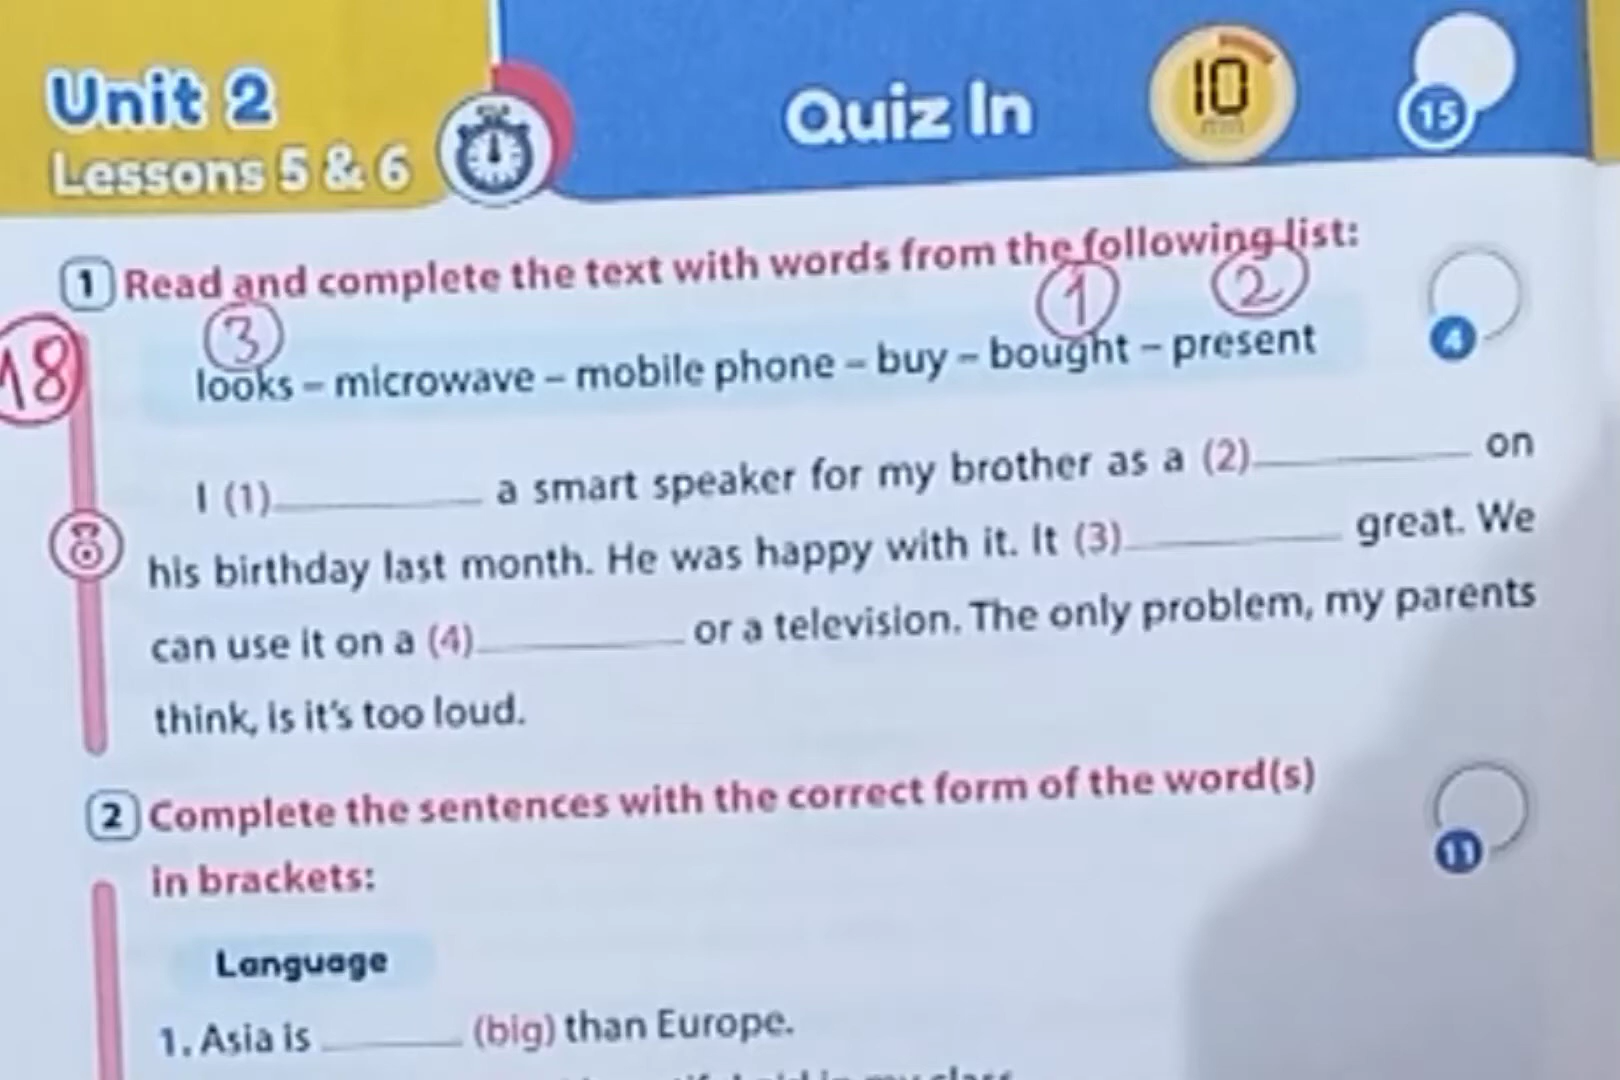 Unit 2
Lessons 5 & 6
Quiz In
10
15
1 Read and complete the text with words from the following list:
3 1 2
18
looks – microwave – mobile phone – buy – bought – present
4
I (1)__________ a smart speaker for my brother as a (2)__________ on
his birthday last month. He was happy with it. It (3)__________ great. We
can use it on a (4)__________ or a television. The only problem, my parents
think, is it's too loud.
2 Complete the sentences with the correct form of the word(s)
in brackets:
11
Language
1. Asia is _______ (big) than Europe.
in my class